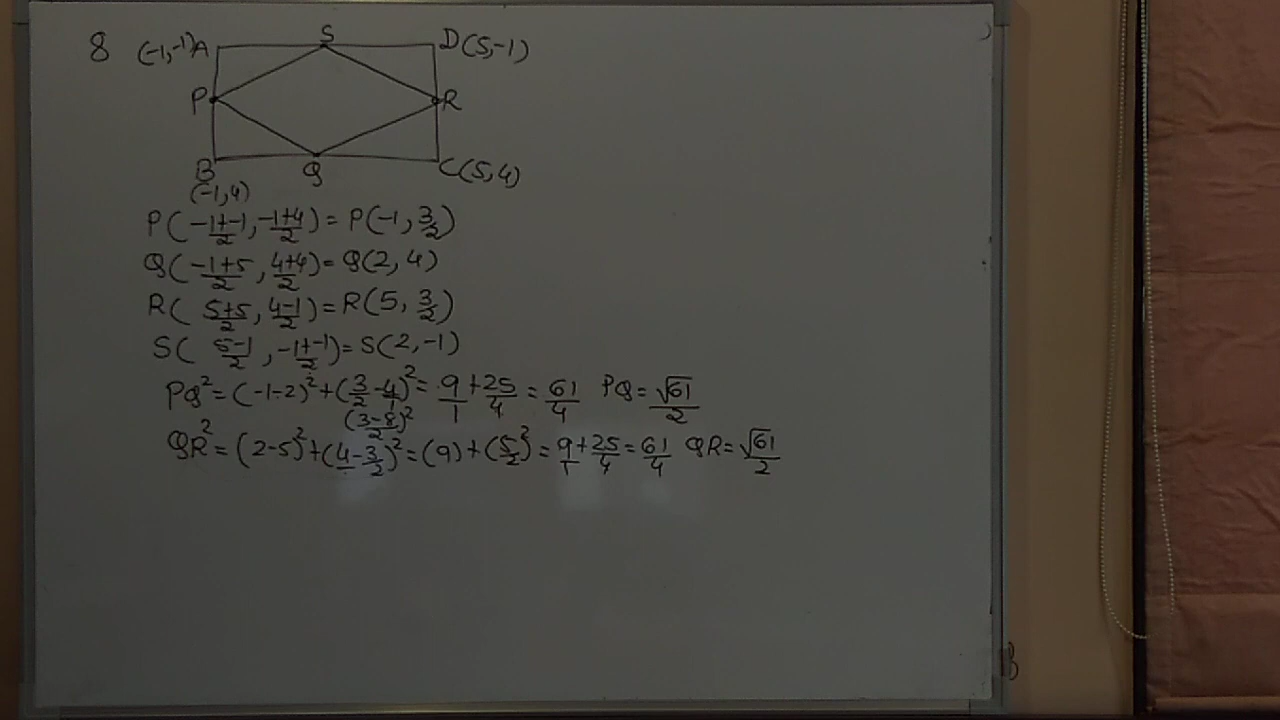 8 (-1,-1)A S D(5,-1)
P R
B Q C(5,4)
(-1,4)
P(-1+-1/2, -1+4/2) = P(-1, 3/2)
Q(-1+5/2, 4+4/2) = Q(2, 4)
R(5+5/2, 4-1/2) = R(5, 3/2)
S(5-1/2, -1+-1/2) = S(2, -1)
PQ² = (-1-2)² + (3/2 - 4/1)² = 9/1 + 25/4 = 61/4 PQ = √61/2
(3-8/2)²
QR² = (2-5)² + (4 - 3/2)² = (9) + (5/2)² = 9/1 + 25/4 = 61/4 QR = √61/2